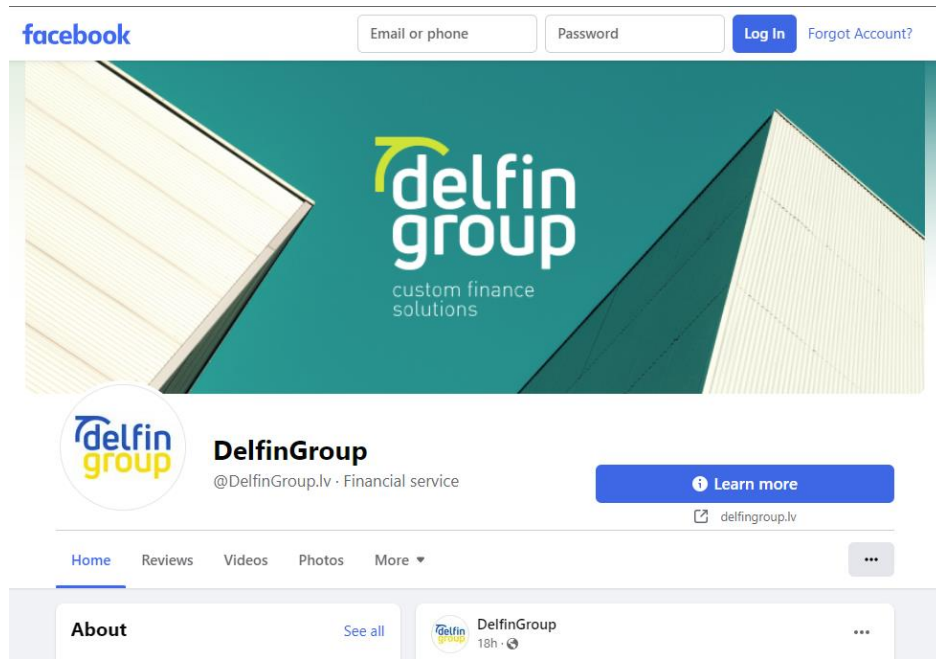 facebook
Email or phone
Password
Log In
Forgot Account?
delfin
group
custom finance
solutions
delfin
group
DelfinGroup
@DelfinGroup.lv · Financial service
Learn more
delfingroup.lv
Home
Reviews
Videos
Photos
More
About
See all
delfin
group
DelfinGroup
18h ·